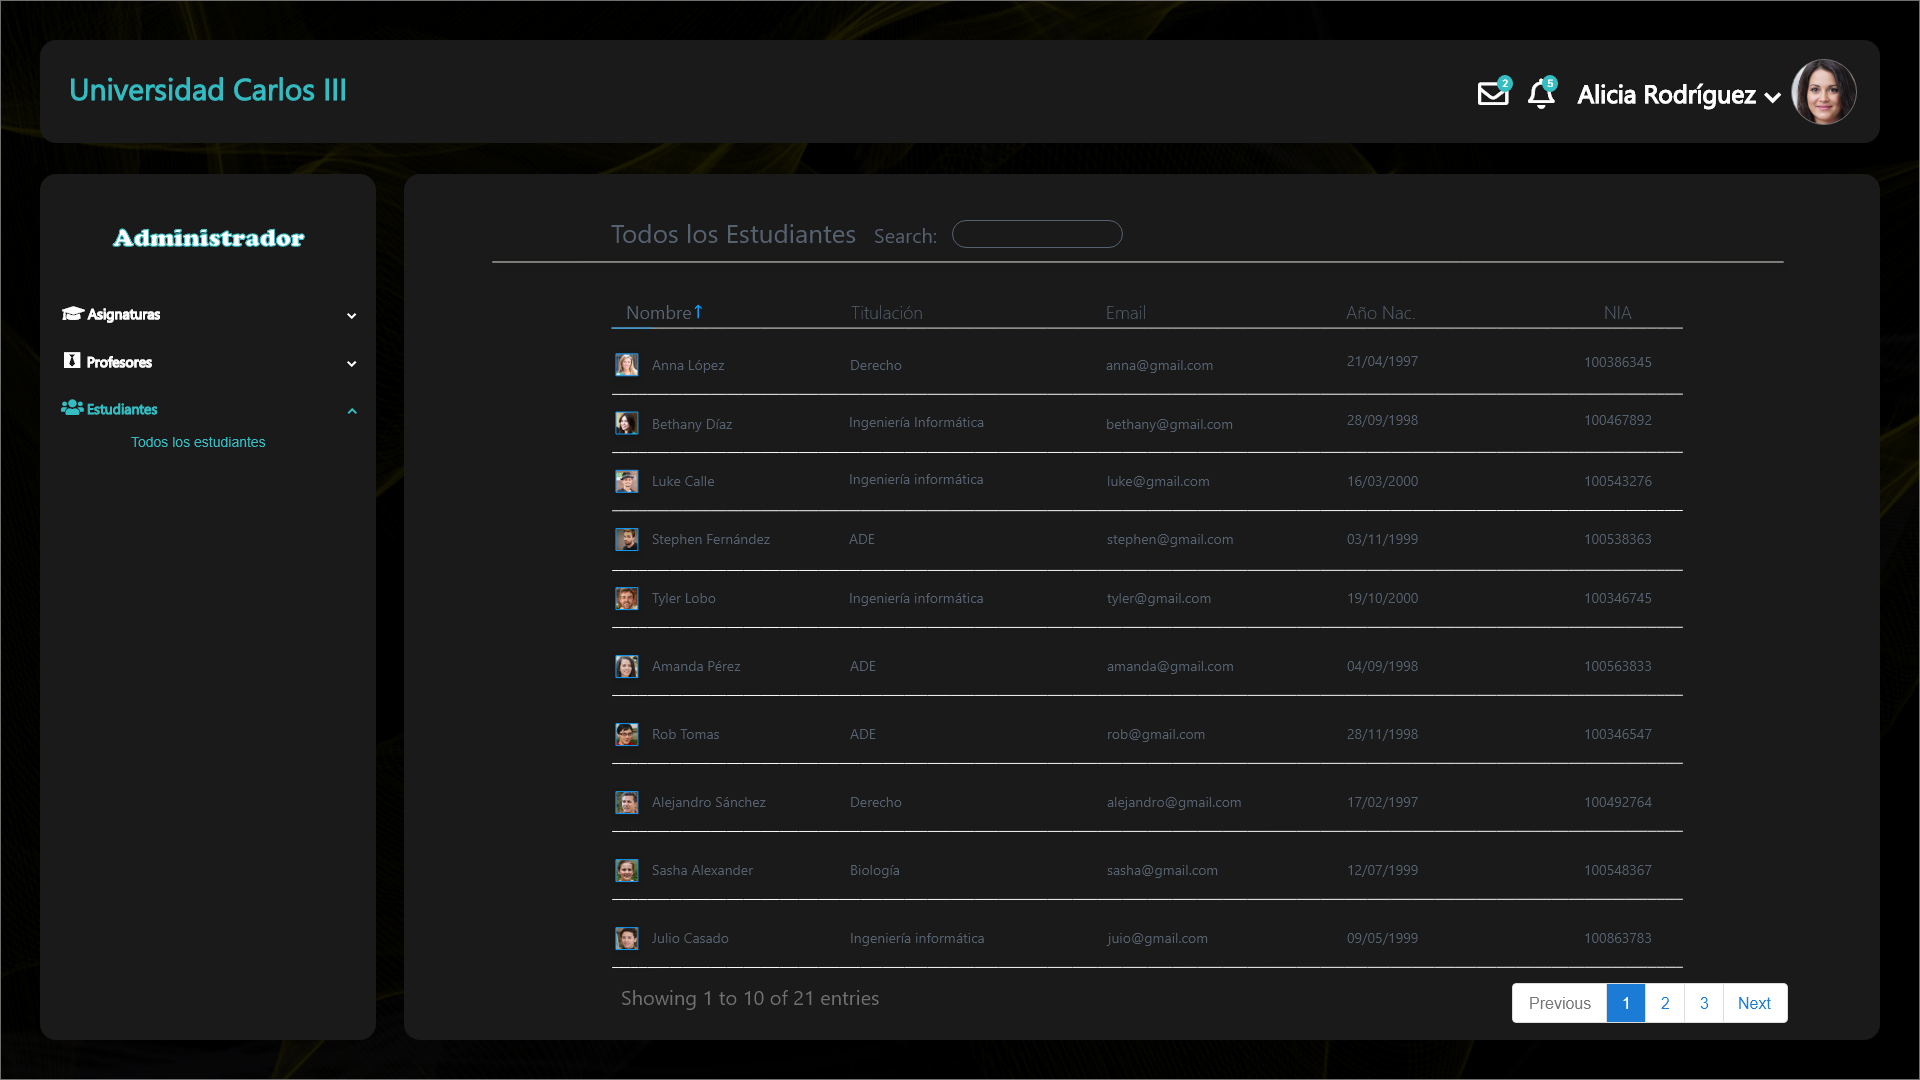 Universidad Carlos III
2
5
Alicia Rodríguez
Administrador
Asignaturas
Profesores
Estudiantes
Todos los estudiantes
Todos los Estudiantes Search:
Nombre Titulación Email Año Nac. NIA
Anna López Derecho anna@gmail.com 21/04/1997 100386345
Bethany Díaz Ingeniería Informática bethany@gmail.com 28/09/1998 100467892
Luke Calle Ingeniería informática luke@gmail.com 16/03/2000 100543276
Stephen Fernández ADE stephen@gmail.com 03/11/1999 100538363
Tyler Lobo Ingeniería informática tyler@gmail.com 19/10/2000 100346745
Amanda Pérez ADE amanda@gmail.com 04/09/1998 100563833
Rob Tomas ADE rob@gmail.com 28/11/1998 100346547
Alejandro Sánchez Derecho alejandro@gmail.com 17/02/1997 100492764
Sasha Alexander Biología sasha@gmail.com 12/07/1999 100548367
Julio Casado Ingeniería informática juio@gmail.com 09/05/1999 100863783
Showing 1 to 10 of 21 entries
Previous 1 2 3 Next